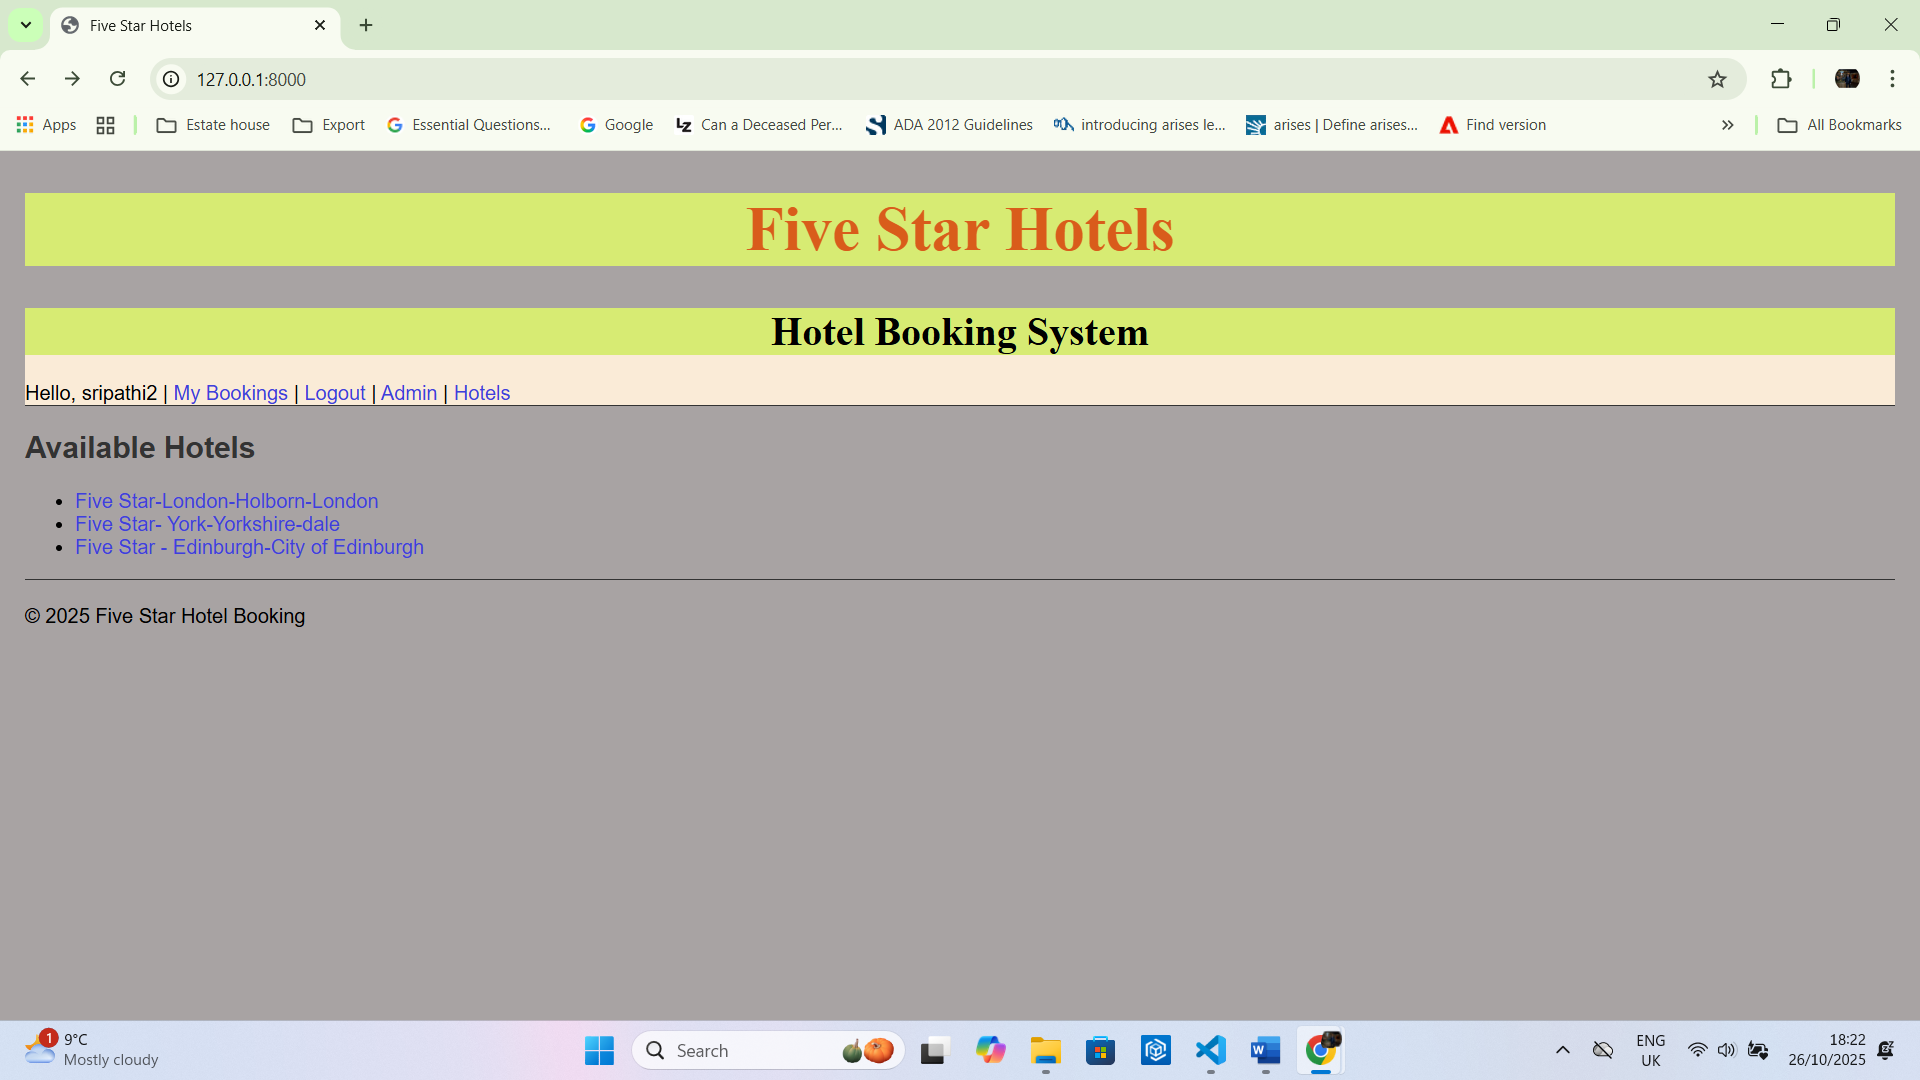 Five Star Hotels
127.0.0.1:8000
Apps Estate house Export Essential Questions... Google Can a Deceased Per... ADA 2012 Guidelines introducing arises le... arises | Define arises... Find version All Bookmarks
Five Star Hotels
Hotel Booking System
Hello, sripathi2 | My Bookings | Logout | Admin | Hotels
Available Hotels
Five Star-London-Holborn-London
Five Star- York-Yorkshire-dale
Five Star - Edinburgh-City of Edinburgh
© 2025 Five Star Hotel Booking
1 9°C
Mostly cloudy
Search
ENG
UK
18:22
26/10/2025